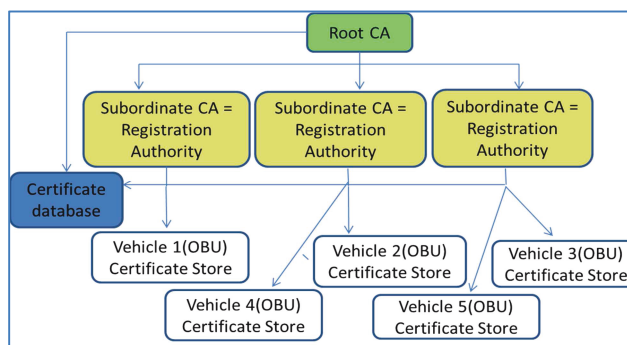 Root CA
Subordinate CA =
Registration
Authority
Subordinate CA =
Registration
Authority
Subordinate CA =
Registration
Authority
Certificate
database
Vehicle 1(OBU)
Certificate Store
Vehicle 2(OBU)
Certificate Store
Vehicle 3(OBU)
Certificate Store
Vehicle 4(OBU)
Certificate Store
Vehicle 5(OBU)
Certificate Store